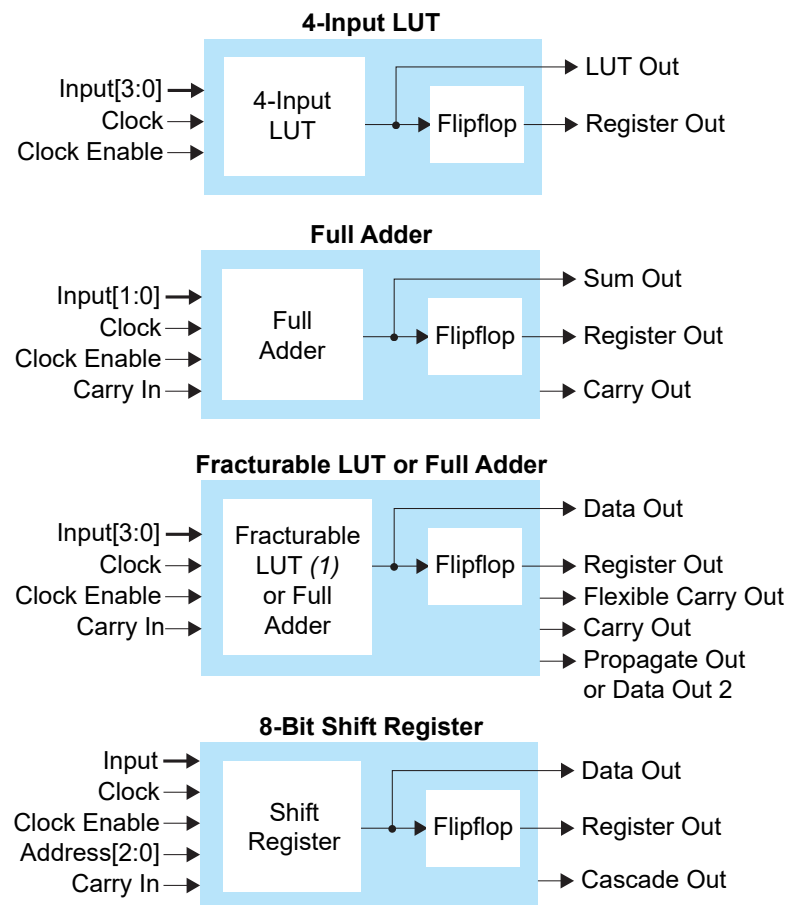 4-Input LUT
Input[3:0]
Clock
Clock Enable
4-Input
LUT
Flipflop
LUT Out
Register Out
Full Adder
Input[1:0]
Clock
Clock Enable
Carry In
Full
Adder
Flipflop
Sum Out
Register Out
Carry Out
Fracturable LUT or Full Adder
Input[3:0]
Clock
Clock Enable
Carry In
Fracturable
LUT (1)
or Full
Adder
Flipflop
Data Out
Register Out
Flexible Carry Out
Carry Out
Propagate Out
or Data Out 2
8-Bit Shift Register
Input
Clock
Clock Enable
Address[2:0]
Carry In
Shift
Register
Flipflop
Data Out
Register Out
Cascade Out